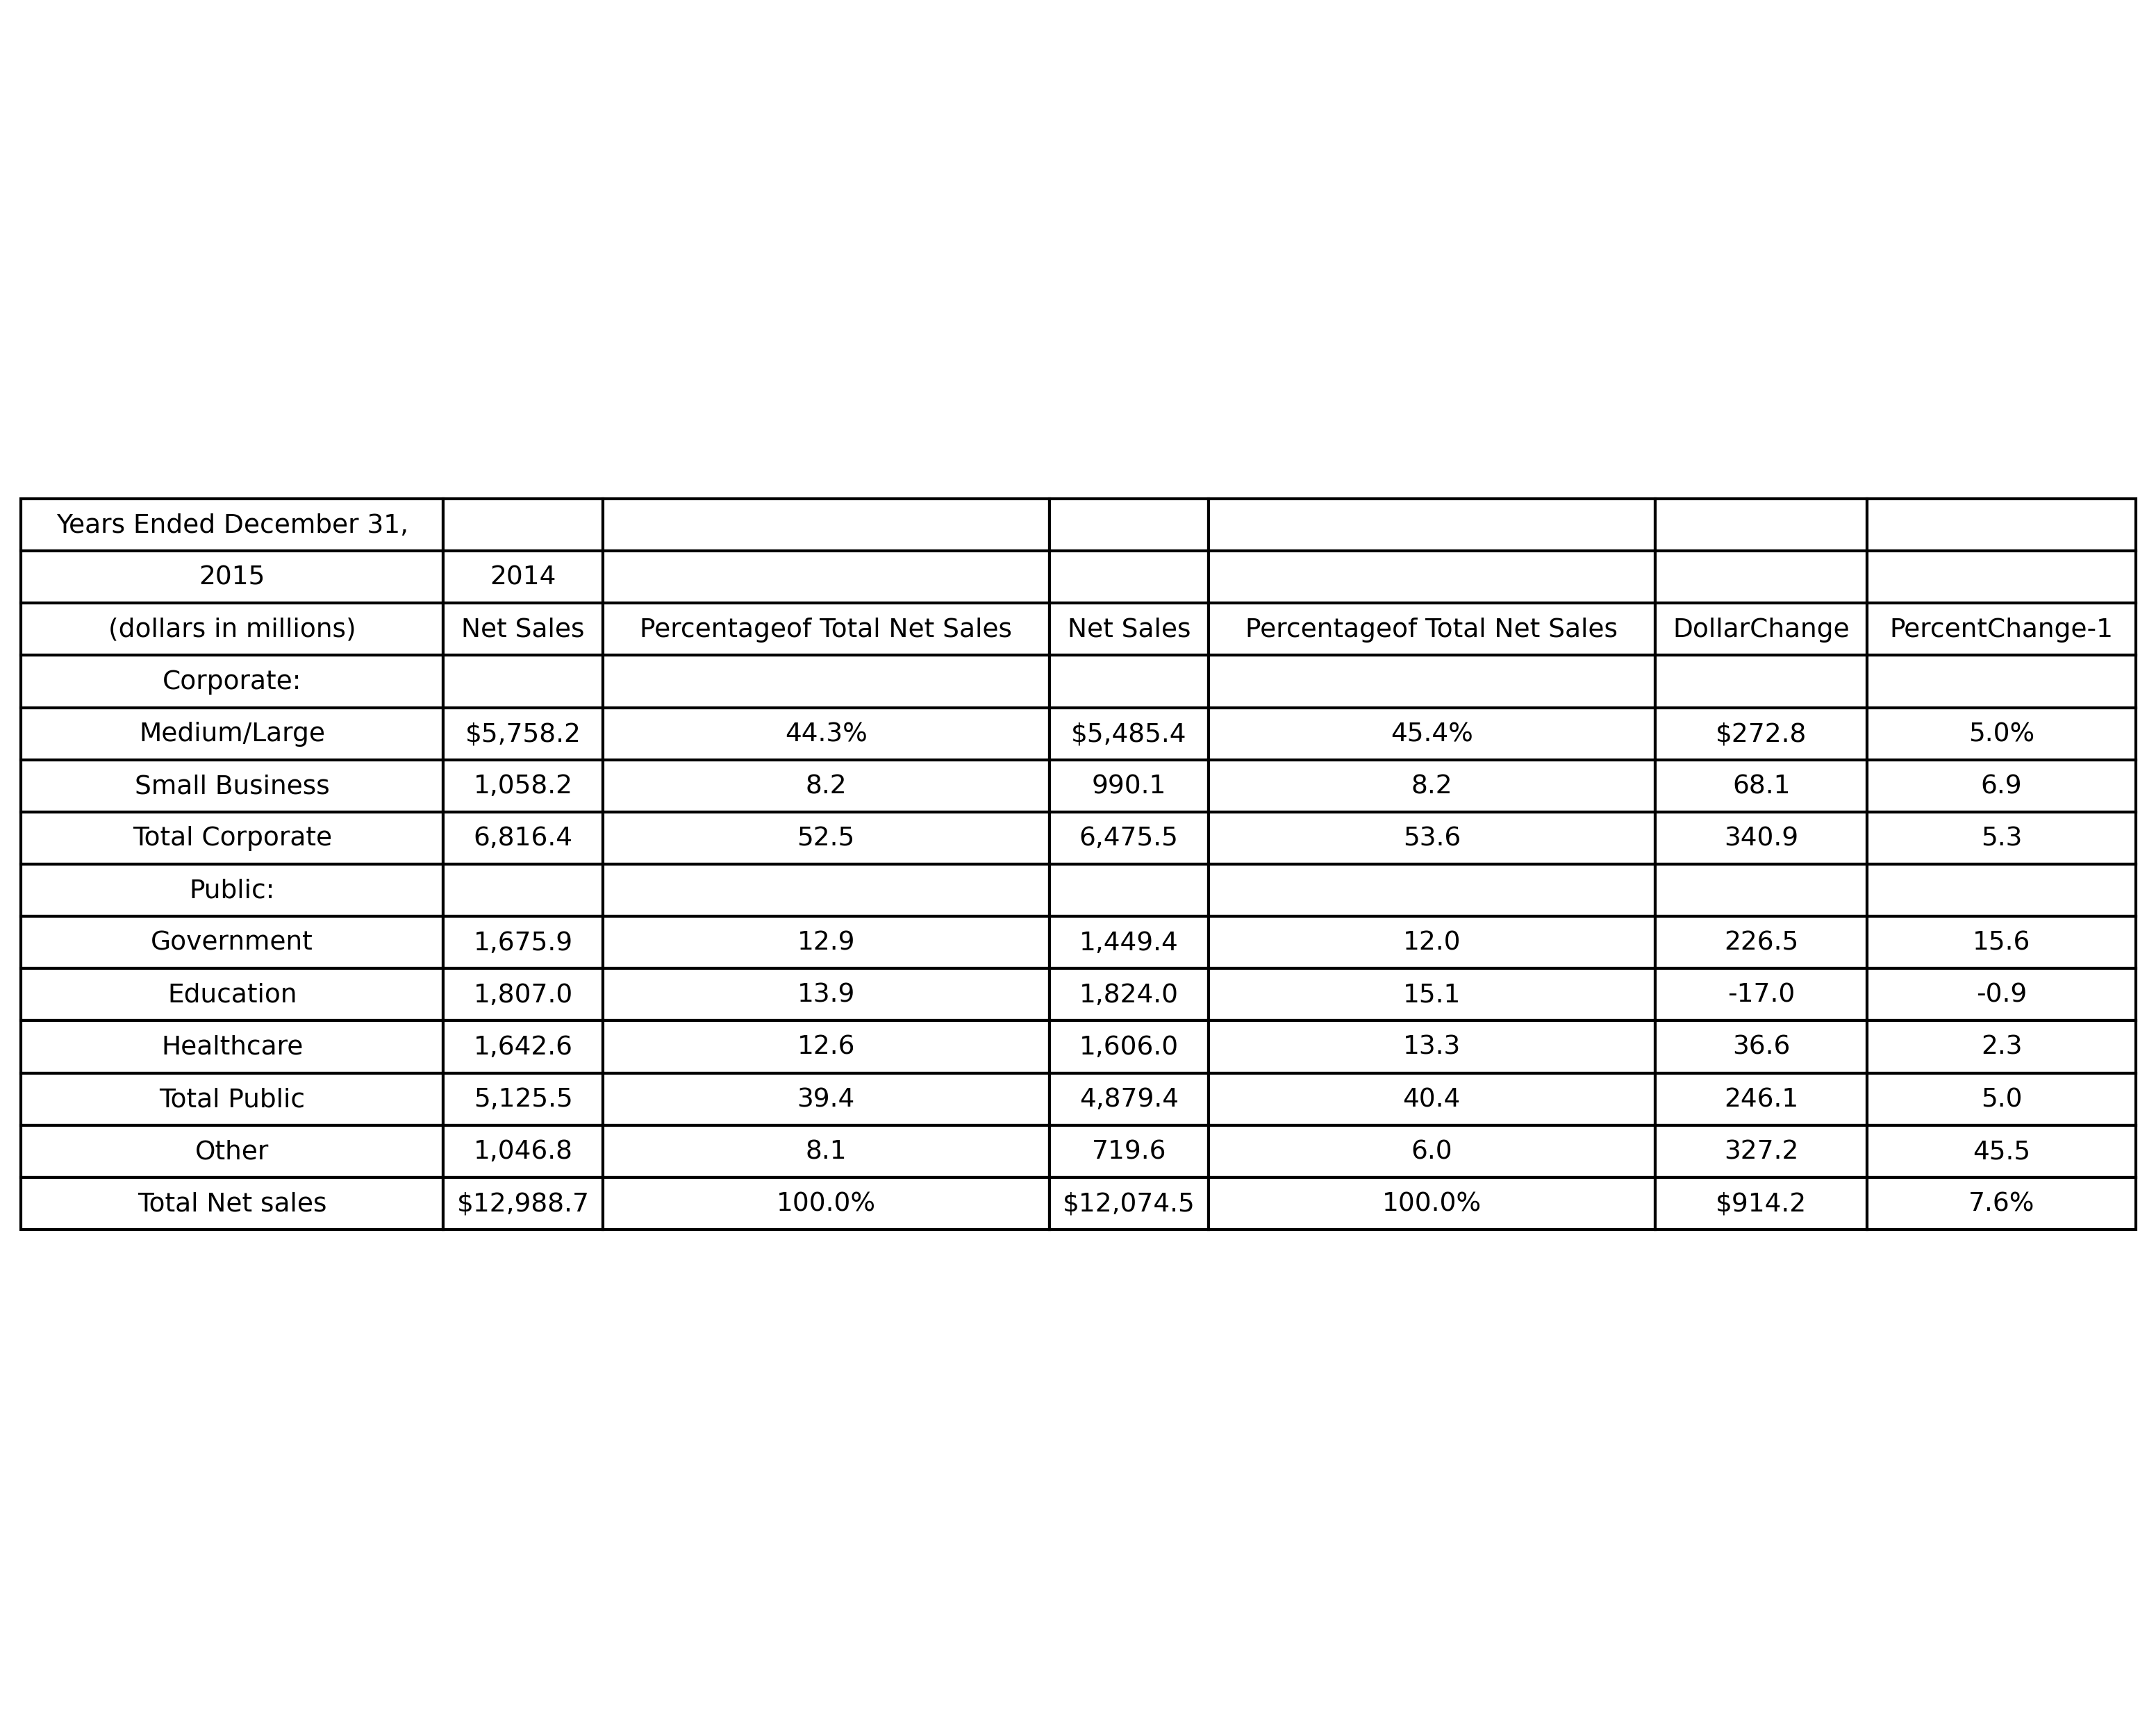 Years Ended December 31,
2015 2014
(dollars in millions) Net Sales Percentageof Total Net Sales Net Sales Percentageof Total Net Sales DollarChange PercentChange-1
Corporate:
Medium/Large $5,758.2 44.3% $5,485.4 45.4% $272.8 5.0%
Small Business 1,058.2 8.2 990.1 8.2 68.1 6.9
Total Corporate 6,816.4 52.5 6,475.5 53.6 340.9 5.3
Public:
Government 1,675.9 12.9 1,449.4 12.0 226.5 15.6
Education 1,807.0 13.9 1,824.0 15.1 -17.0 -0.9
Healthcare 1,642.6 12.6 1,606.0 13.3 36.6 2.3
Total Public 5,125.5 39.4 4,879.4 40.4 246.1 5.0
Other 1,046.8 8.1 719.6 6.0 327.2 45.5
Total Net sales $12,988.7 100.0% $12,074.5 100.0% $914.2 7.6%